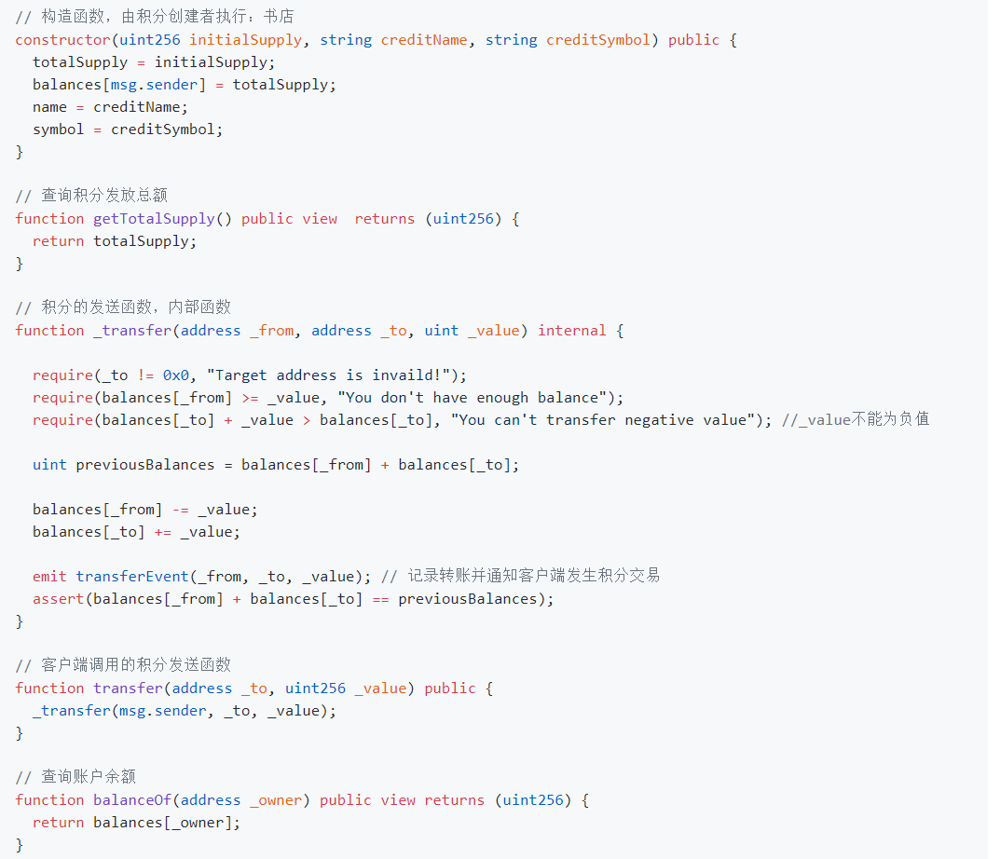 // 构造函数，由积分创建者执行：书店
constructor(uint256 initialSupply, string creditName, string creditSymbol) public {
  totalSupply = initialSupply;
  balances[msg.sender] = totalSupply;
  name = creditName;
  symbol = creditSymbol;
}

// 查询积分发放总额
function getTotalSupply() public view  returns (uint256) {
  return totalSupply;
}

// 积分的发送函数，内部函数
function _transfer(address _from, address _to, uint _value) internal {

  require(_to != 0x0, "Target address is invaild!");
  require(balances[_from] >= _value, "You don't have enough balance");
  require(balances[_to] + _value > balances[_to], "You can't transfer negative value"); //_value不能为负值

  uint previousBalances = balances[_from] + balances[_to];

  balances[_from] -= _value;
  balances[_to] += _value;

  emit transferEvent(_from, _to, _value); // 记录转账并通知客户端发生积分交易
  assert(balances[_from] + balances[_to] == previousBalances);
}

// 客户端调用的积分发送函数
function transfer(address _to, uint256 _value) public {
  _transfer(msg.sender, _to, _value);
}

// 查询账户余额
function balanceOf(address _owner) public view returns (uint256) {
  return balances[_owner];
}